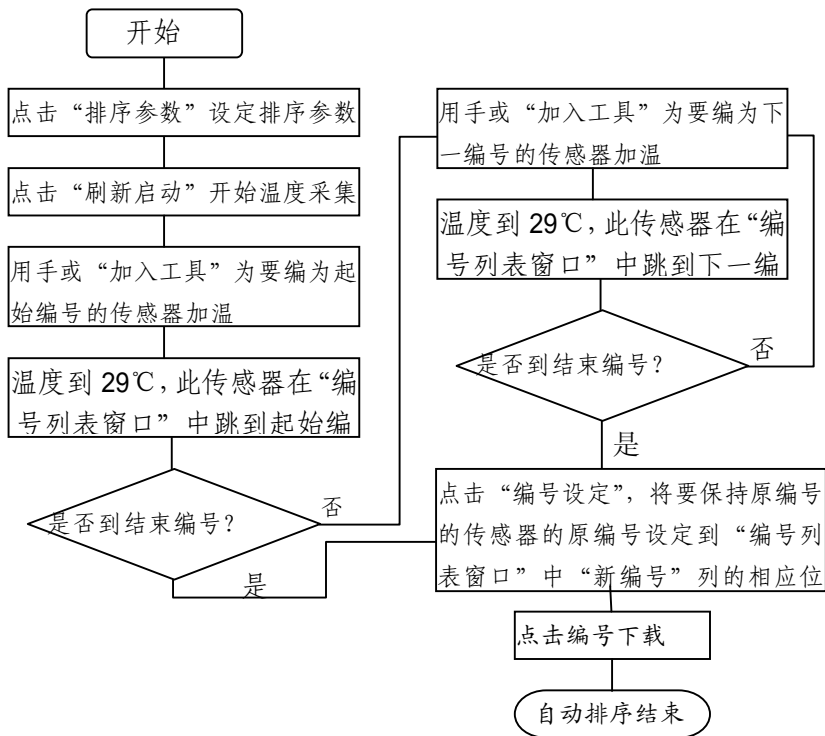 开始
点击“排序参数”设定排序参数
点击“刷新启动”开始温度采集
用手或“加入工具”为要编为起
始编号的传感器加温
温度到 29℃，此传感器在“编
号列表窗口”中跳到起始编
是否到结束编号？
否
是
用手或“加入工具”为要编为下
一编号的传感器加温
温度到 29℃，此传感器在“编
号列表窗口”中跳到下一编
是否到结束编号？
否
是
点击“编号设定”，将要保持原编号
的传感器的原编号设定到“编号列
表窗口”中“新编号”列的相应位
点击编号下载
自动排序结束